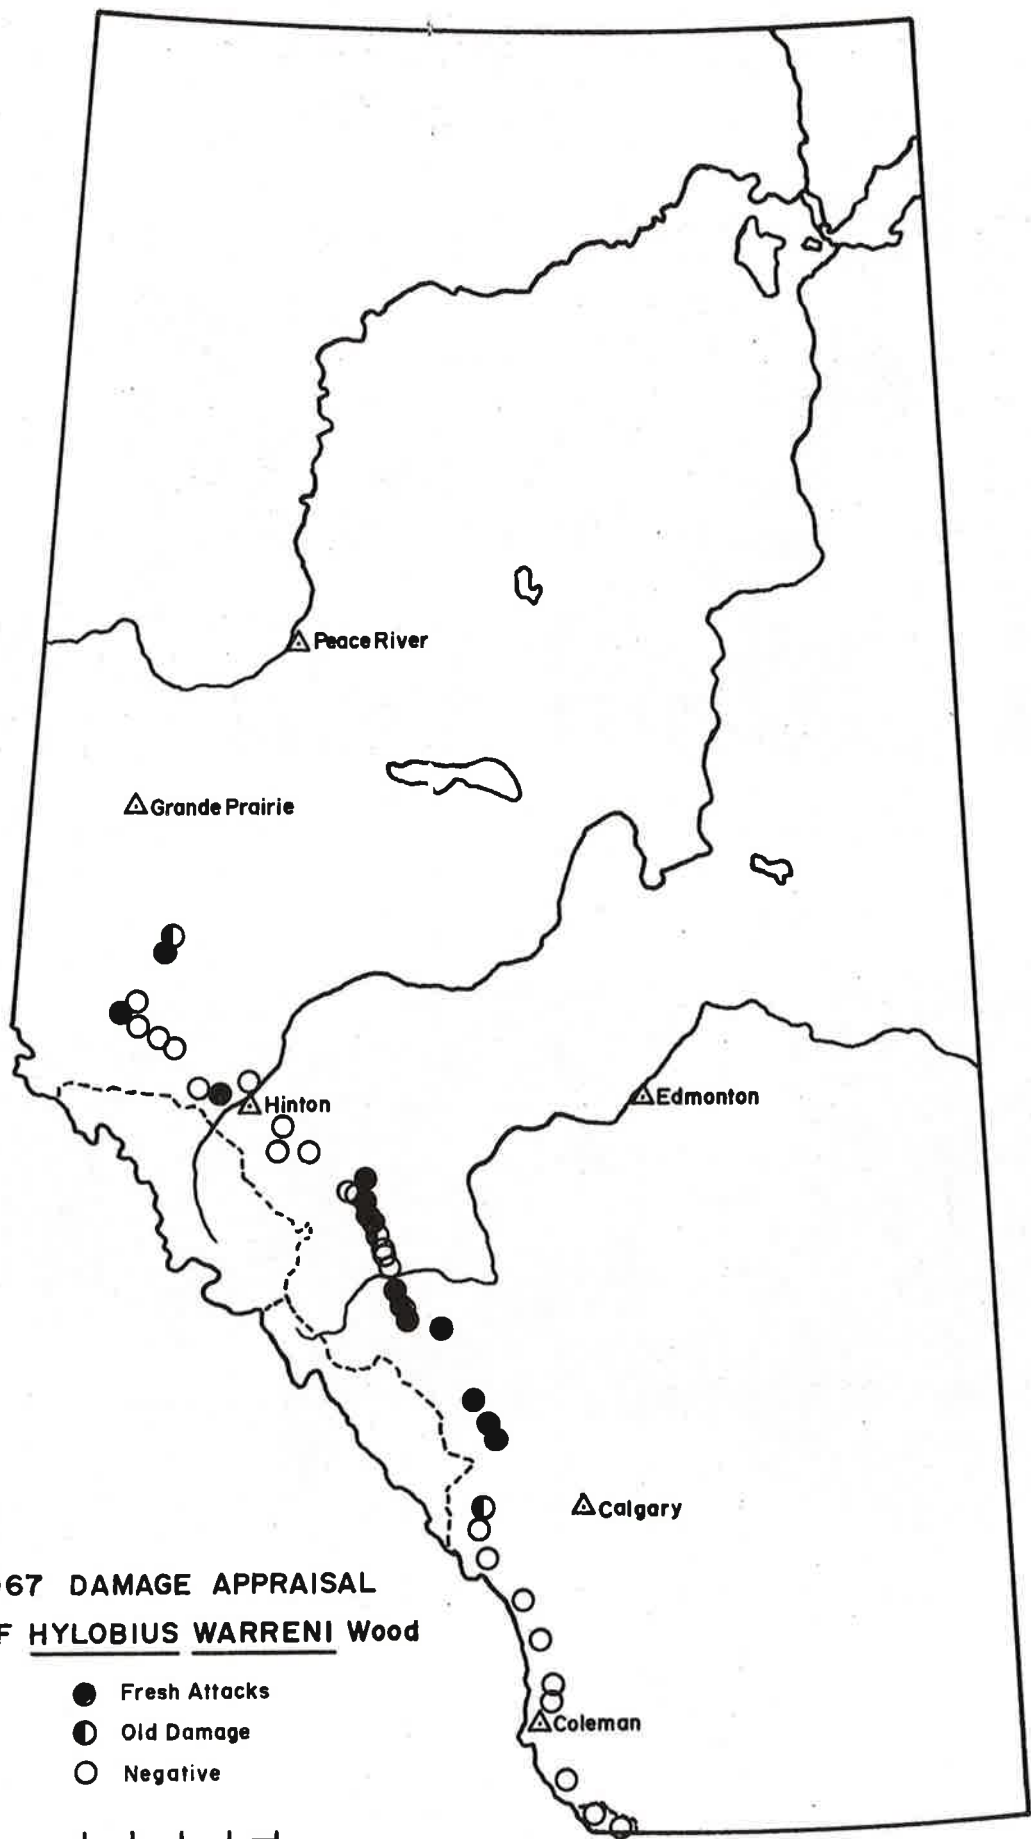 Peace River
Grande Prairie
Hinton
Edmonton
Calgary
67 DAMAGE APPRAISAL
F HYLOBIUS WARRENI Wood
Fresh Attacks
Old Damage
Negative
Coleman